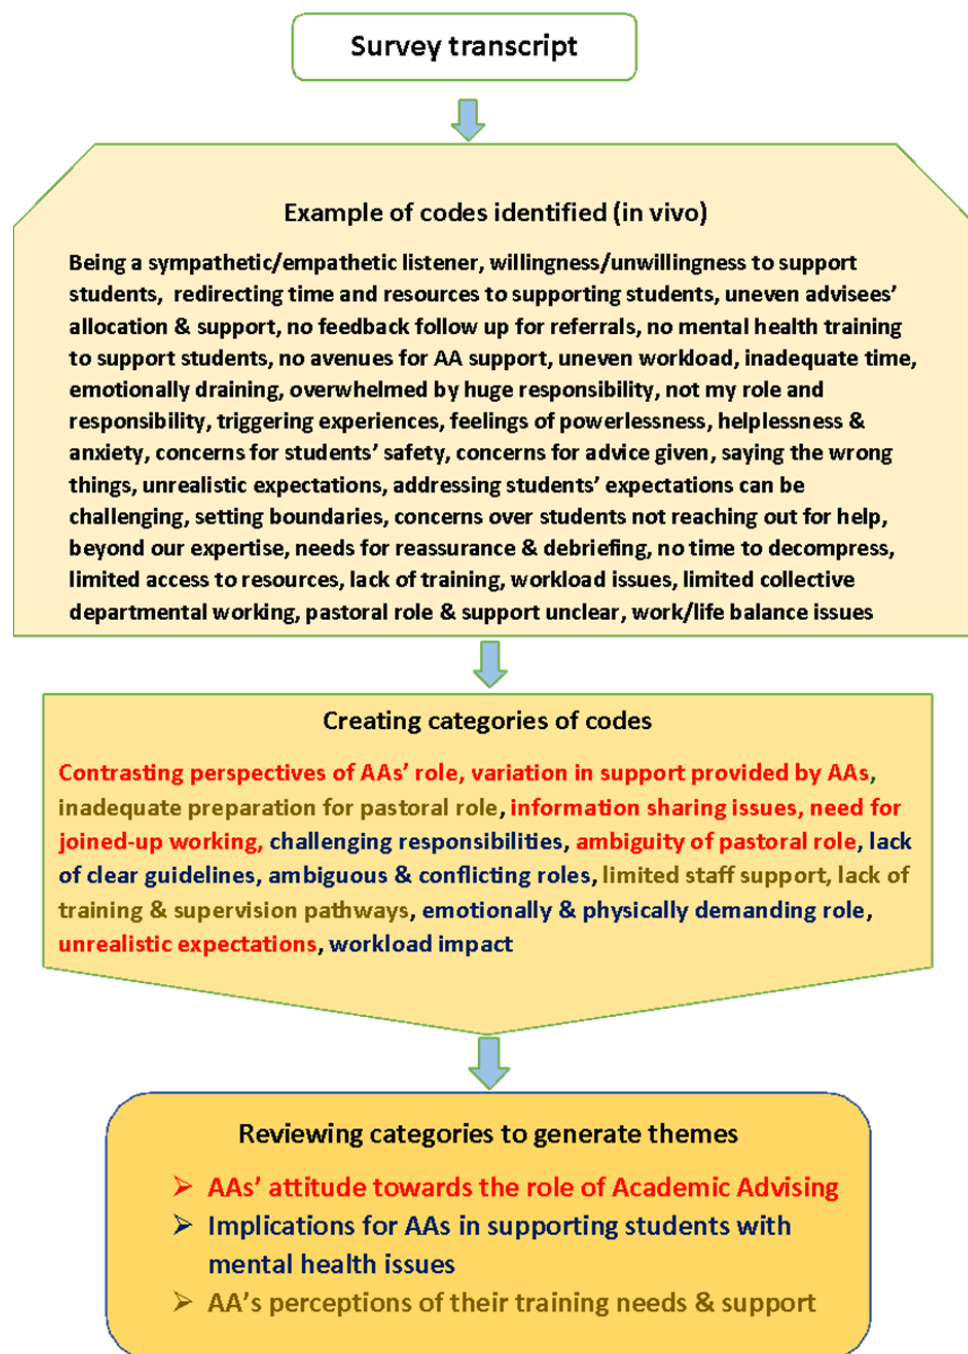 Survey transcript
Example of codes identified (in vivo)
Being a sympathetic/empathetic listener, willingness/unwillingness to support
students,  redirecting time and resources to supporting students, uneven advisees’
allocation & support, no feedback follow up for referrals, no mental health training
to support students, no avenues for AA support, uneven workload, inadequate time,
emotionally draining, overwhelmed by huge responsibility, not my role and
responsibility, triggering experiences, feelings of powerlessness, helplessness &
anxiety, concerns for students’ safety, concerns for advice given, saying the wrong
things, unrealistic expectations, addressing students’ expectations can be
challenging, setting boundaries, concerns over students not reaching out for help,
beyond our expertise, needs for reassurance & debriefing, no time to decompress,
limited access to resources, lack of training, workload issues, limited collective
departmental working, pastoral role & support unclear, work/life balance issues
Creating categories of codes
Contrasting perspectives of AAs’ role, variation in support provided by AAs,
inadequate preparation for pastoral role, information sharing issues, need for
joined-up working, challenging responsibilities, ambiguity of pastoral role, lack
of clear guidelines, ambiguous & conflicting roles, limited staff support, lack of
training & supervision pathways, emotionally & physically demanding role,
unrealistic expectations, workload impact
Reviewing categories to generate themes
➢ AAs’ attitude towards the role of Academic Advising
➢ Implications for AAs in supporting students with
mental health issues
➢ AA’s perceptions of their training needs & support